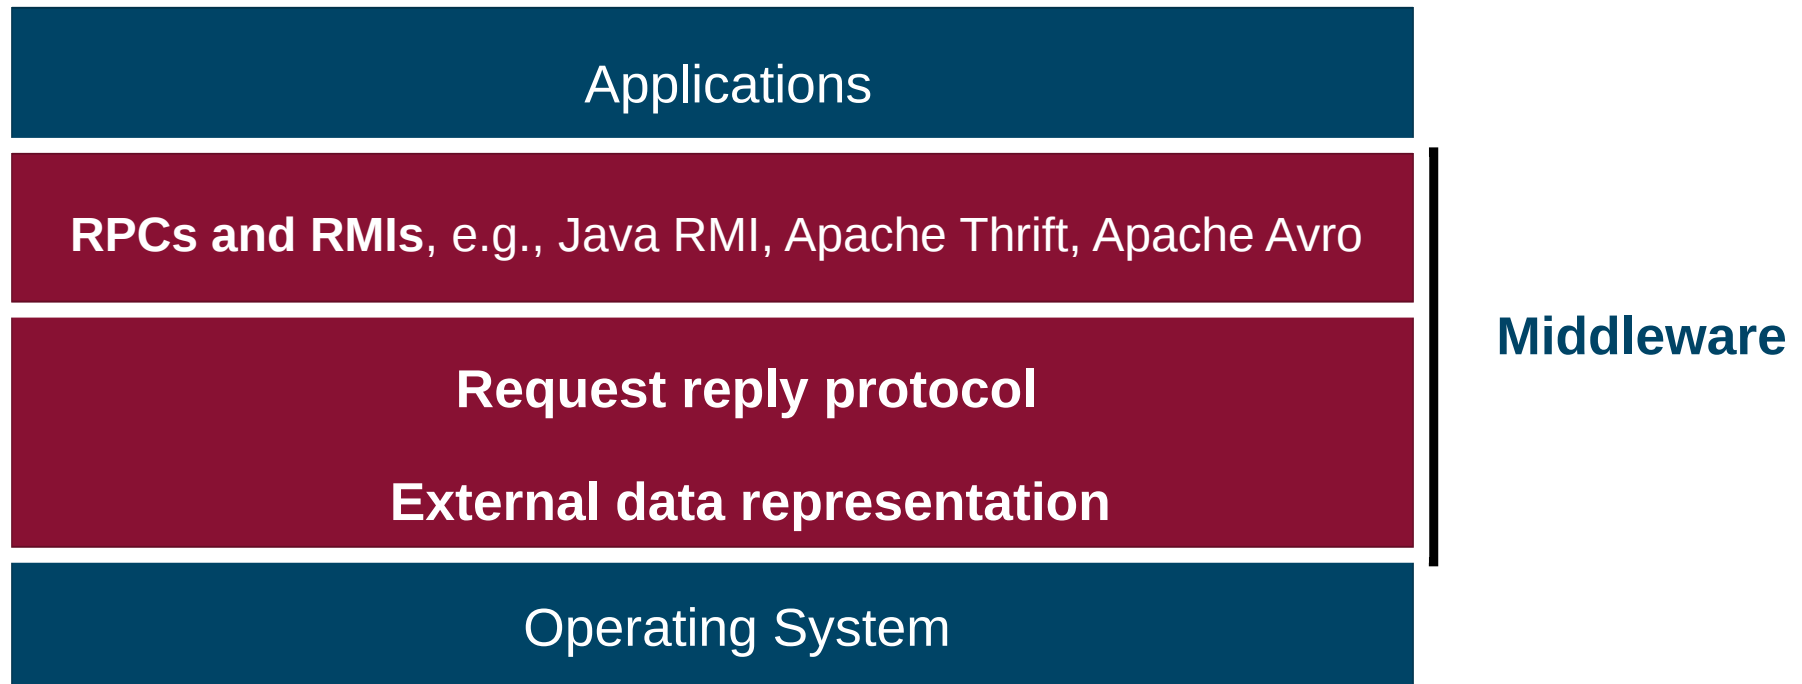 Applications
RPCs and RMIs, e.g., Java RMI, Apache Thrift, Apache Avro
Middleware
Request reply protocol
External data representation
Operating System